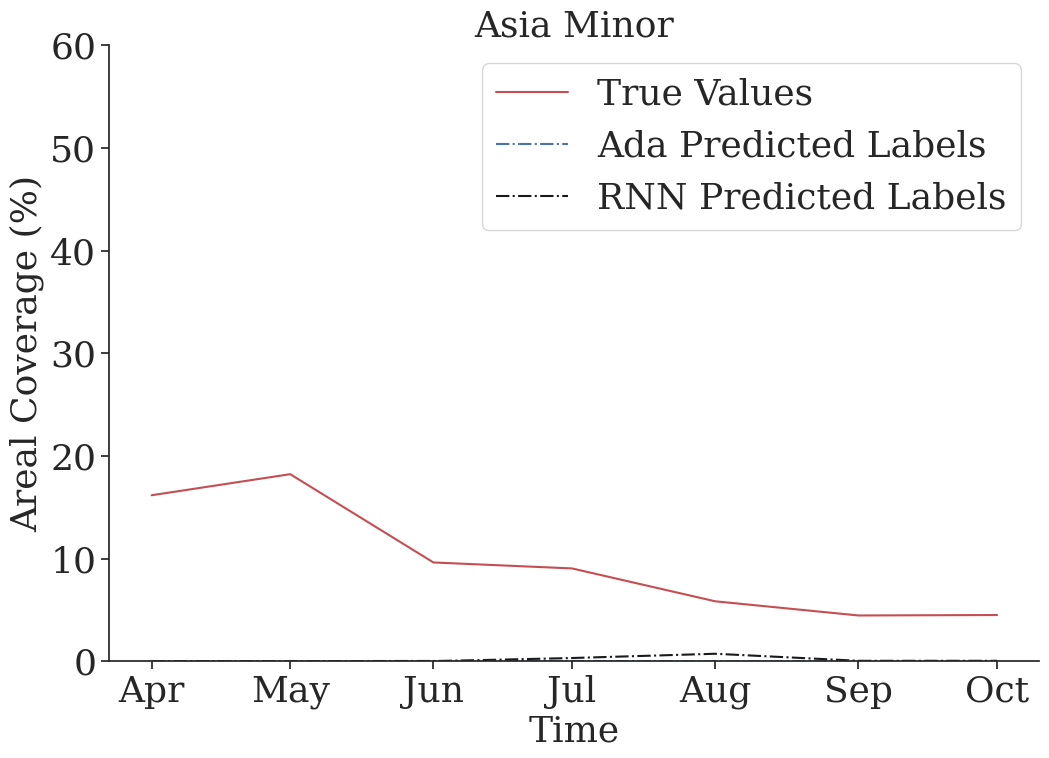 Asia Minor
60
50
40
30
20
10
0
Areal Coverage (%)
True Values
Ada Predicted Labels
RNN Predicted Labels
Apr May Jun Jul Aug Sep Oct
Time